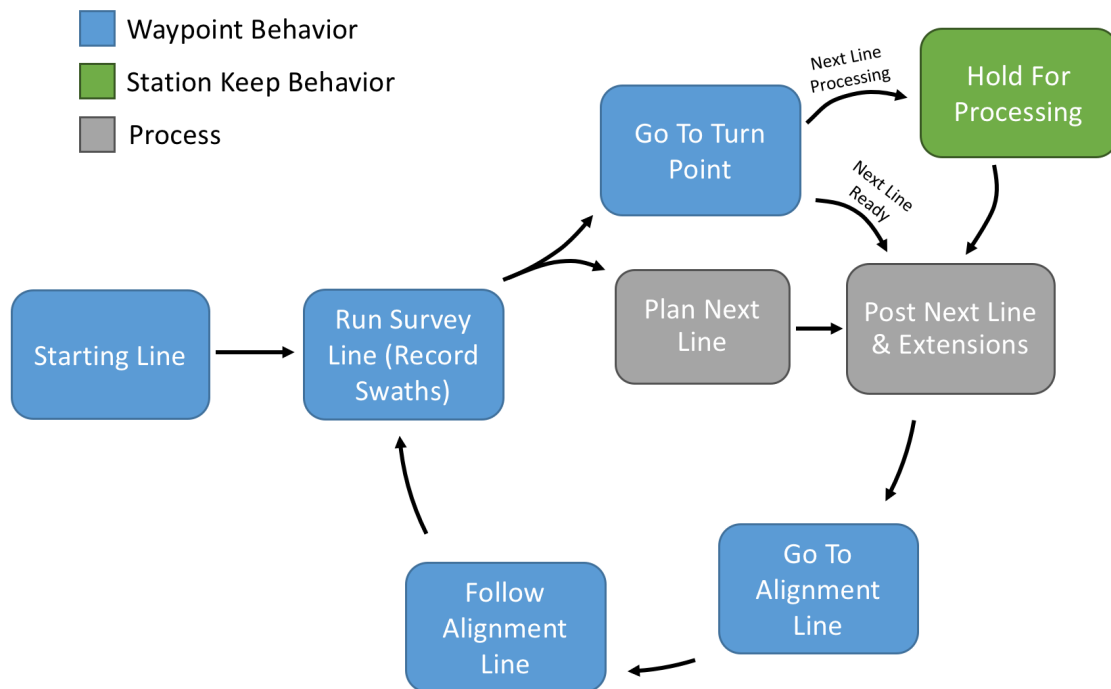 Waypoint Behavior
Station Keep Behavior
Process
Next Line
Processing
Hold For
Processing
Go To Turn
Point
Next Line
Ready
Starting Line
Run Survey
Line (Record
Swaths)
Plan Next
Line
Post Next Line
& Extensions
Go To
Alignment
Line
Follow
Alignment
Line